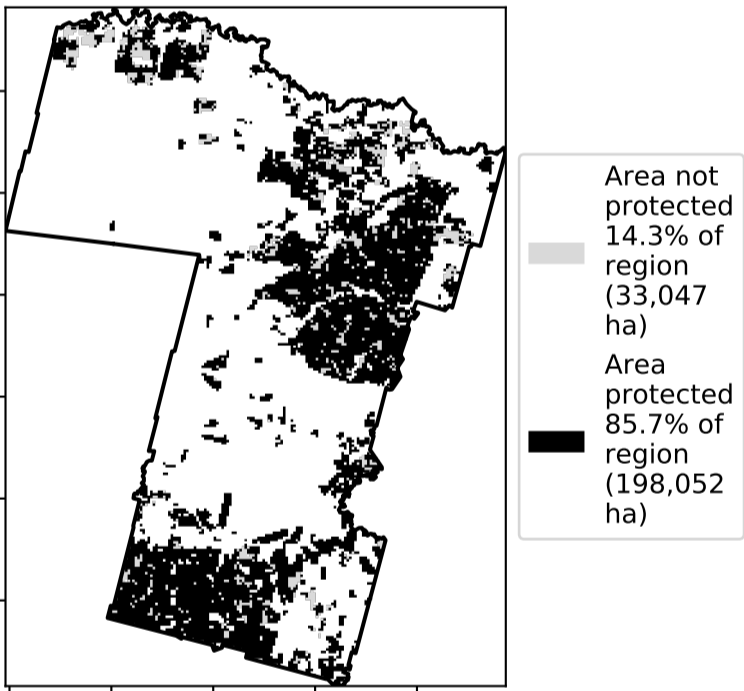 Area not
protected
14.3% of
region
(33,047
ha)
Area
protected
85.7% of
region
(198,052
ha)